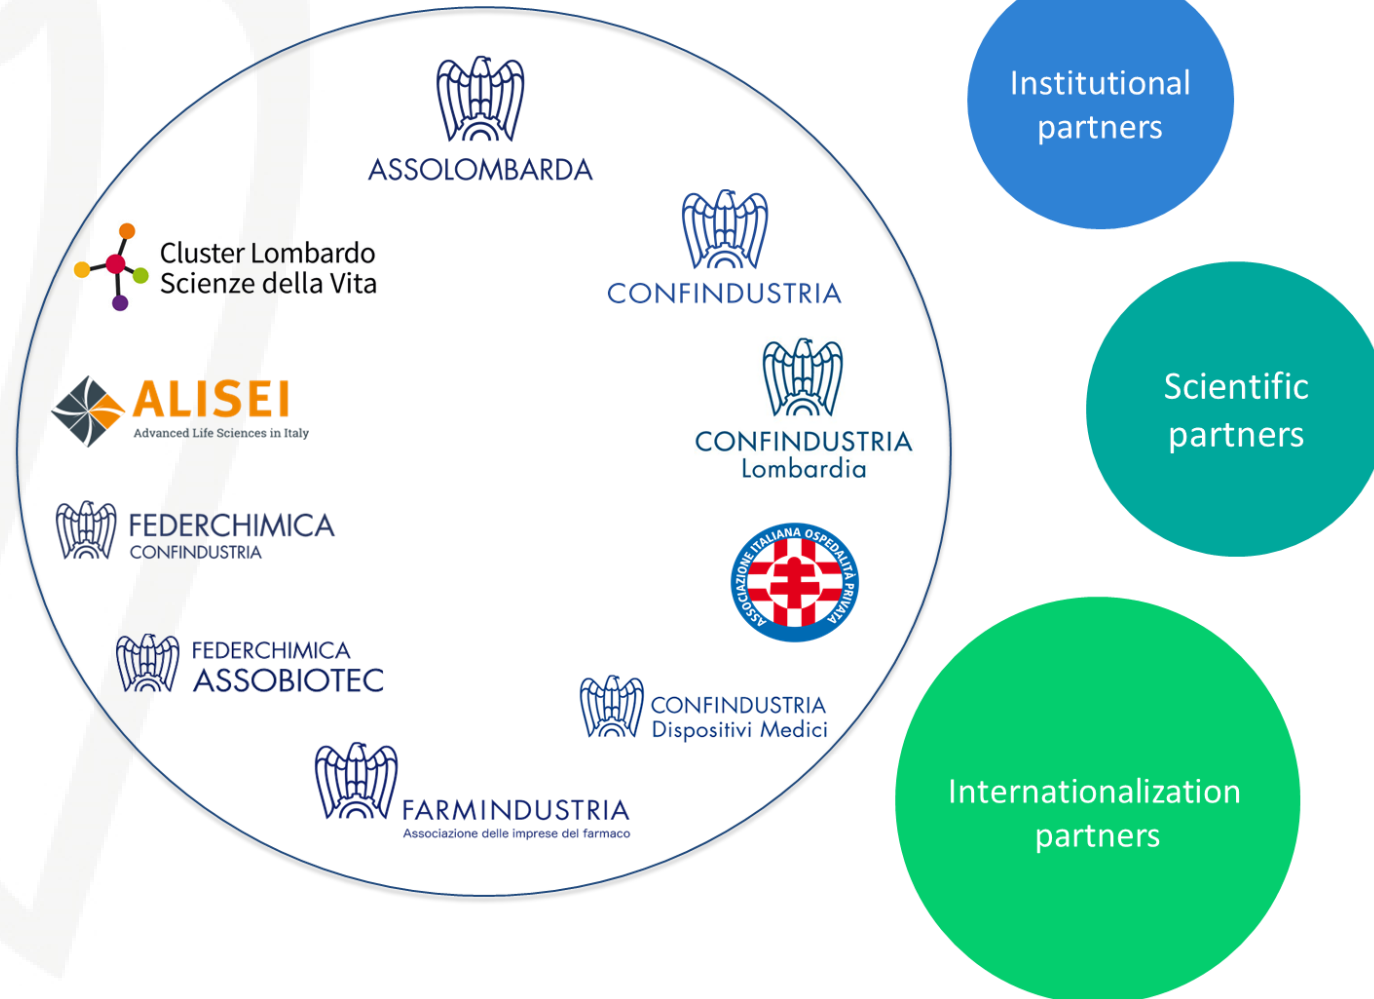 ASSOLOMBARDA
CONFINDUSTRIA
Cluster Lombardo
Scienze della Vita
CONFINDUSTRIA
Lombardia
ALISEI
Advanced Life Sciences in Italy
FEDERCHIMICA
CONFINDUSTRIA
ASSOCIAZIONE ITALIANA OSPEDALITÀ PRIVATA
FEDERCHIMICA
ASSOBIOTEC
CONFINDUSTRIA
Dispositivi Medici
FARMINDUSTRIA
Associazione delle imprese del farmaco
Institutional
partners
Scientific
partners
Internationalization
partners